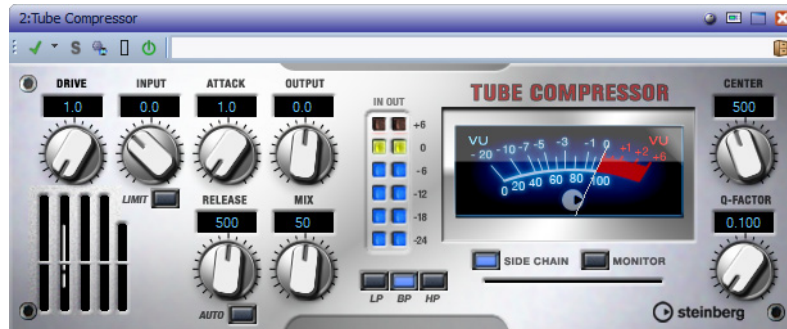 2:Tube Compressor
S
DRIVE INPUT ATTACK OUTPUT
1.0 0.0 1.0 0.0
LIMIT
RELEASE MIX
500 50
AUTO
IN OUT
+6
0
-6
-12
-18
-24
LP BP HP
TUBE COMPRESSOR
VU VU
- 20 -10 -7 -5 -3 -1 0 +1 +2 +6
0 20 40 60 80 100
SIDE CHAIN MONITOR
CENTER
500
Q-FACTOR
0.100
steinberg